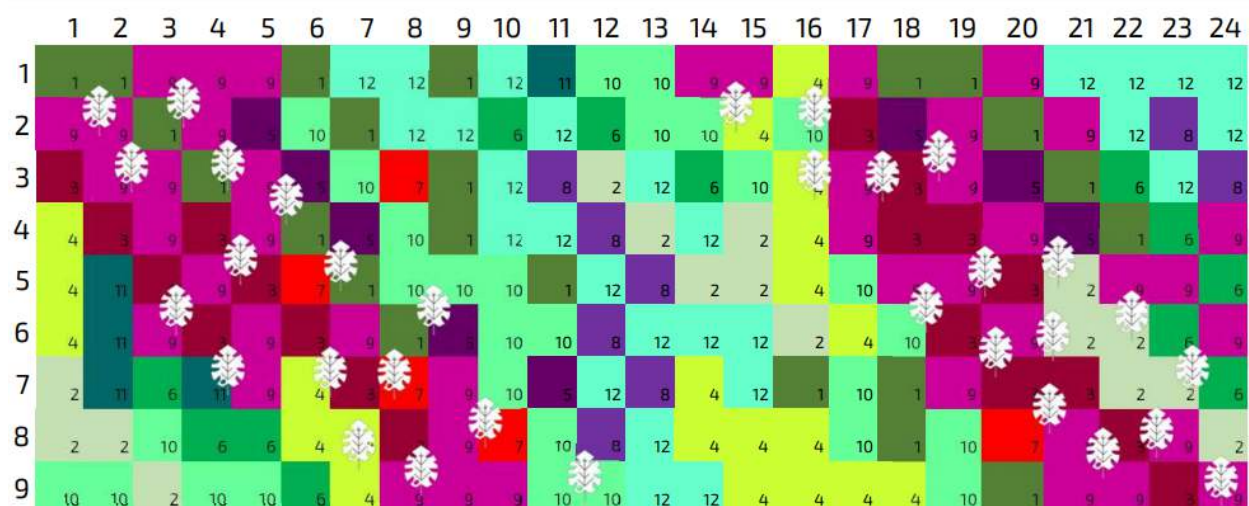 1 2 3 4 5 6 7 8 9 10 11 12 13 14 15 16 17 18 19 20 21 22 23 24
1 1 1 9 9 9 1 12 12 1 12 11 10 10 9 9 4 9 1 1 9 12 12 12 12
2 9 9 1 9 5 10 1 12 12 6 12 6 10 10 4 10 3 5 9 1 9 12 8 12
3 3 9 9 1 5 10 7 1 12 8 2 12 6 10 4 9 3 9 5 1 6 12 8
4 4 3 9 3 9 1 5 10 1 12 12 8 2 12 2 4 9 3 3 9 5 1 6 9
5 4 11 9 3 7 1 10 10 10 1 12 8 2 2 4 10 9 3 2 9 9 6
6 4 11 9 3 9 3 9 1 5 10 10 8 12 12 12 2 4 10 3 9 2 2 6 9
7 2 11 6 11 9 4 3 7 9 10 5 12 8 4 12 1 10 1 9 3 2 2 6
8 2 2 10 6 6 4 9 7 10 8 12 4 4 4 10 1 10 7 3 9 2
9 10 10 2 10 10 6 4 9 9 9 10 10 12 12 4 4 4 4 10 1 9 9 3 9